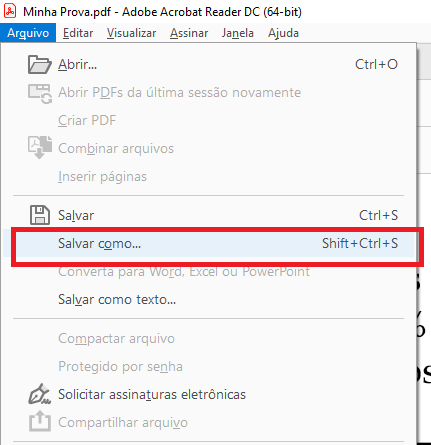 Minha Prova.pdf - Adobe Acrobat Reader DC (64-bit)
Arquivo Editar Visualizar Assinar Janela Ajuda
Abrir... Ctrl+O
Abrir PDFs da última sessão novamente
Criar PDF
Combinar arquivos
Inserir páginas
Salvar Ctrl+S
Salvar como... Shift+Ctrl+S
Converta para Word, Excel ou PowerPoint
Salvar como texto...
Compactar arquivo
Protegido por senha
Solicitar assinaturas eletrônicas
Compartilhar arquivo